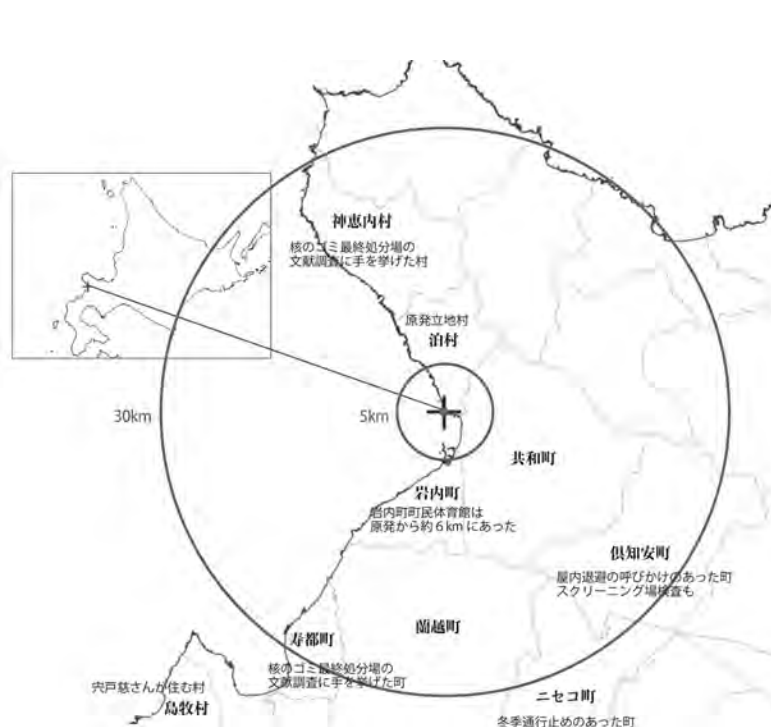 神恵内村
核のゴミ最終処分場の
文献調査に手を挙げた村
原発立地村
泊村
30km
5km
共和町
岩内町
岩内町町民体育館は
原発から約6kmにあった
倶知安町
屋内退避の呼びかけのあった町
スクリーニング場検査も
蘭越町
寿都町
核のゴミ最終処分場の
文献調査に手を挙げた町
宍戸慈さんが住む村
島牧村
ニセコ町
冬季通行止めのあった町